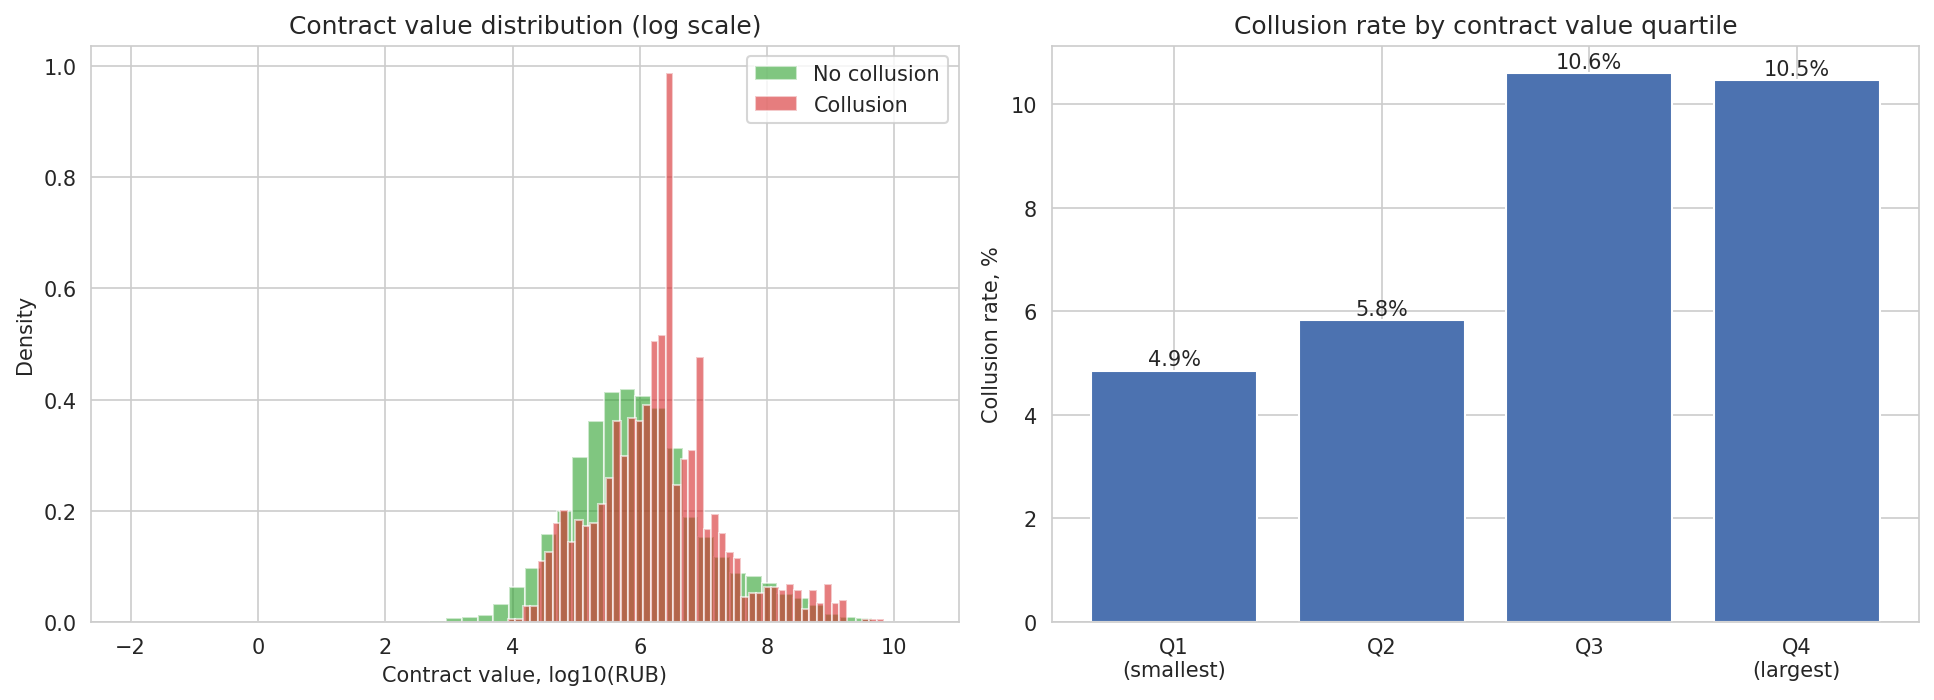 Contract value distribution (log scale)
1.0
0.8
0.6
0.4
0.2
0.0
Density
No collusion
Collusion
−2 0 2 4 6 8 10
Contract value, log10(RUB)
Collusion rate by contract value quartile
10
8
6
4
2
0
Collusion rate, %
4.9%
5.8%
10.6%
10.5%
Q1 Q2 Q3 Q4
(smallest) (largest)